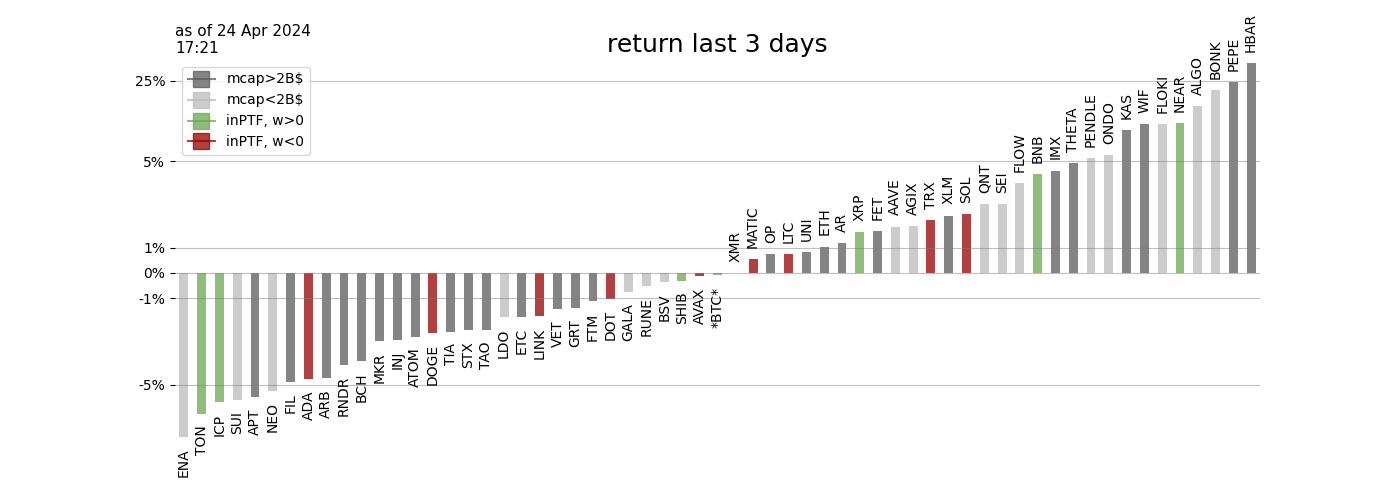 as of 24 Apr 2024
17:21
return last 3 days
mcap>2B$
mcap<2B$
inPTF, w>0
inPTF, w<0
25%
5%
1%
0%
-1%
-5%
ENA
TON
ICP
SUI
APT
NEO
FIL
ADA
ARB
RNDR
BCH
MKR
INJ
ATOM
DOGE
TIA
STX
TAO
LDO
ETC
LINK
VET
GRT
FTM
DOT
GALA
RUNE
BSV
SHIB
AVAX
*BTC*
XMR
MATIC
OP
LTC
UNI
ETH
AR
XRP
FET
AAVE
AGIX
TRX
XLM
SOL
QNT
SEI
FLOW
BNB
IMX
THETA
PENDLE
ONDO
KAS
WIF
FLOKI
NEAR
ALGO
BONK
PEPE
HBAR